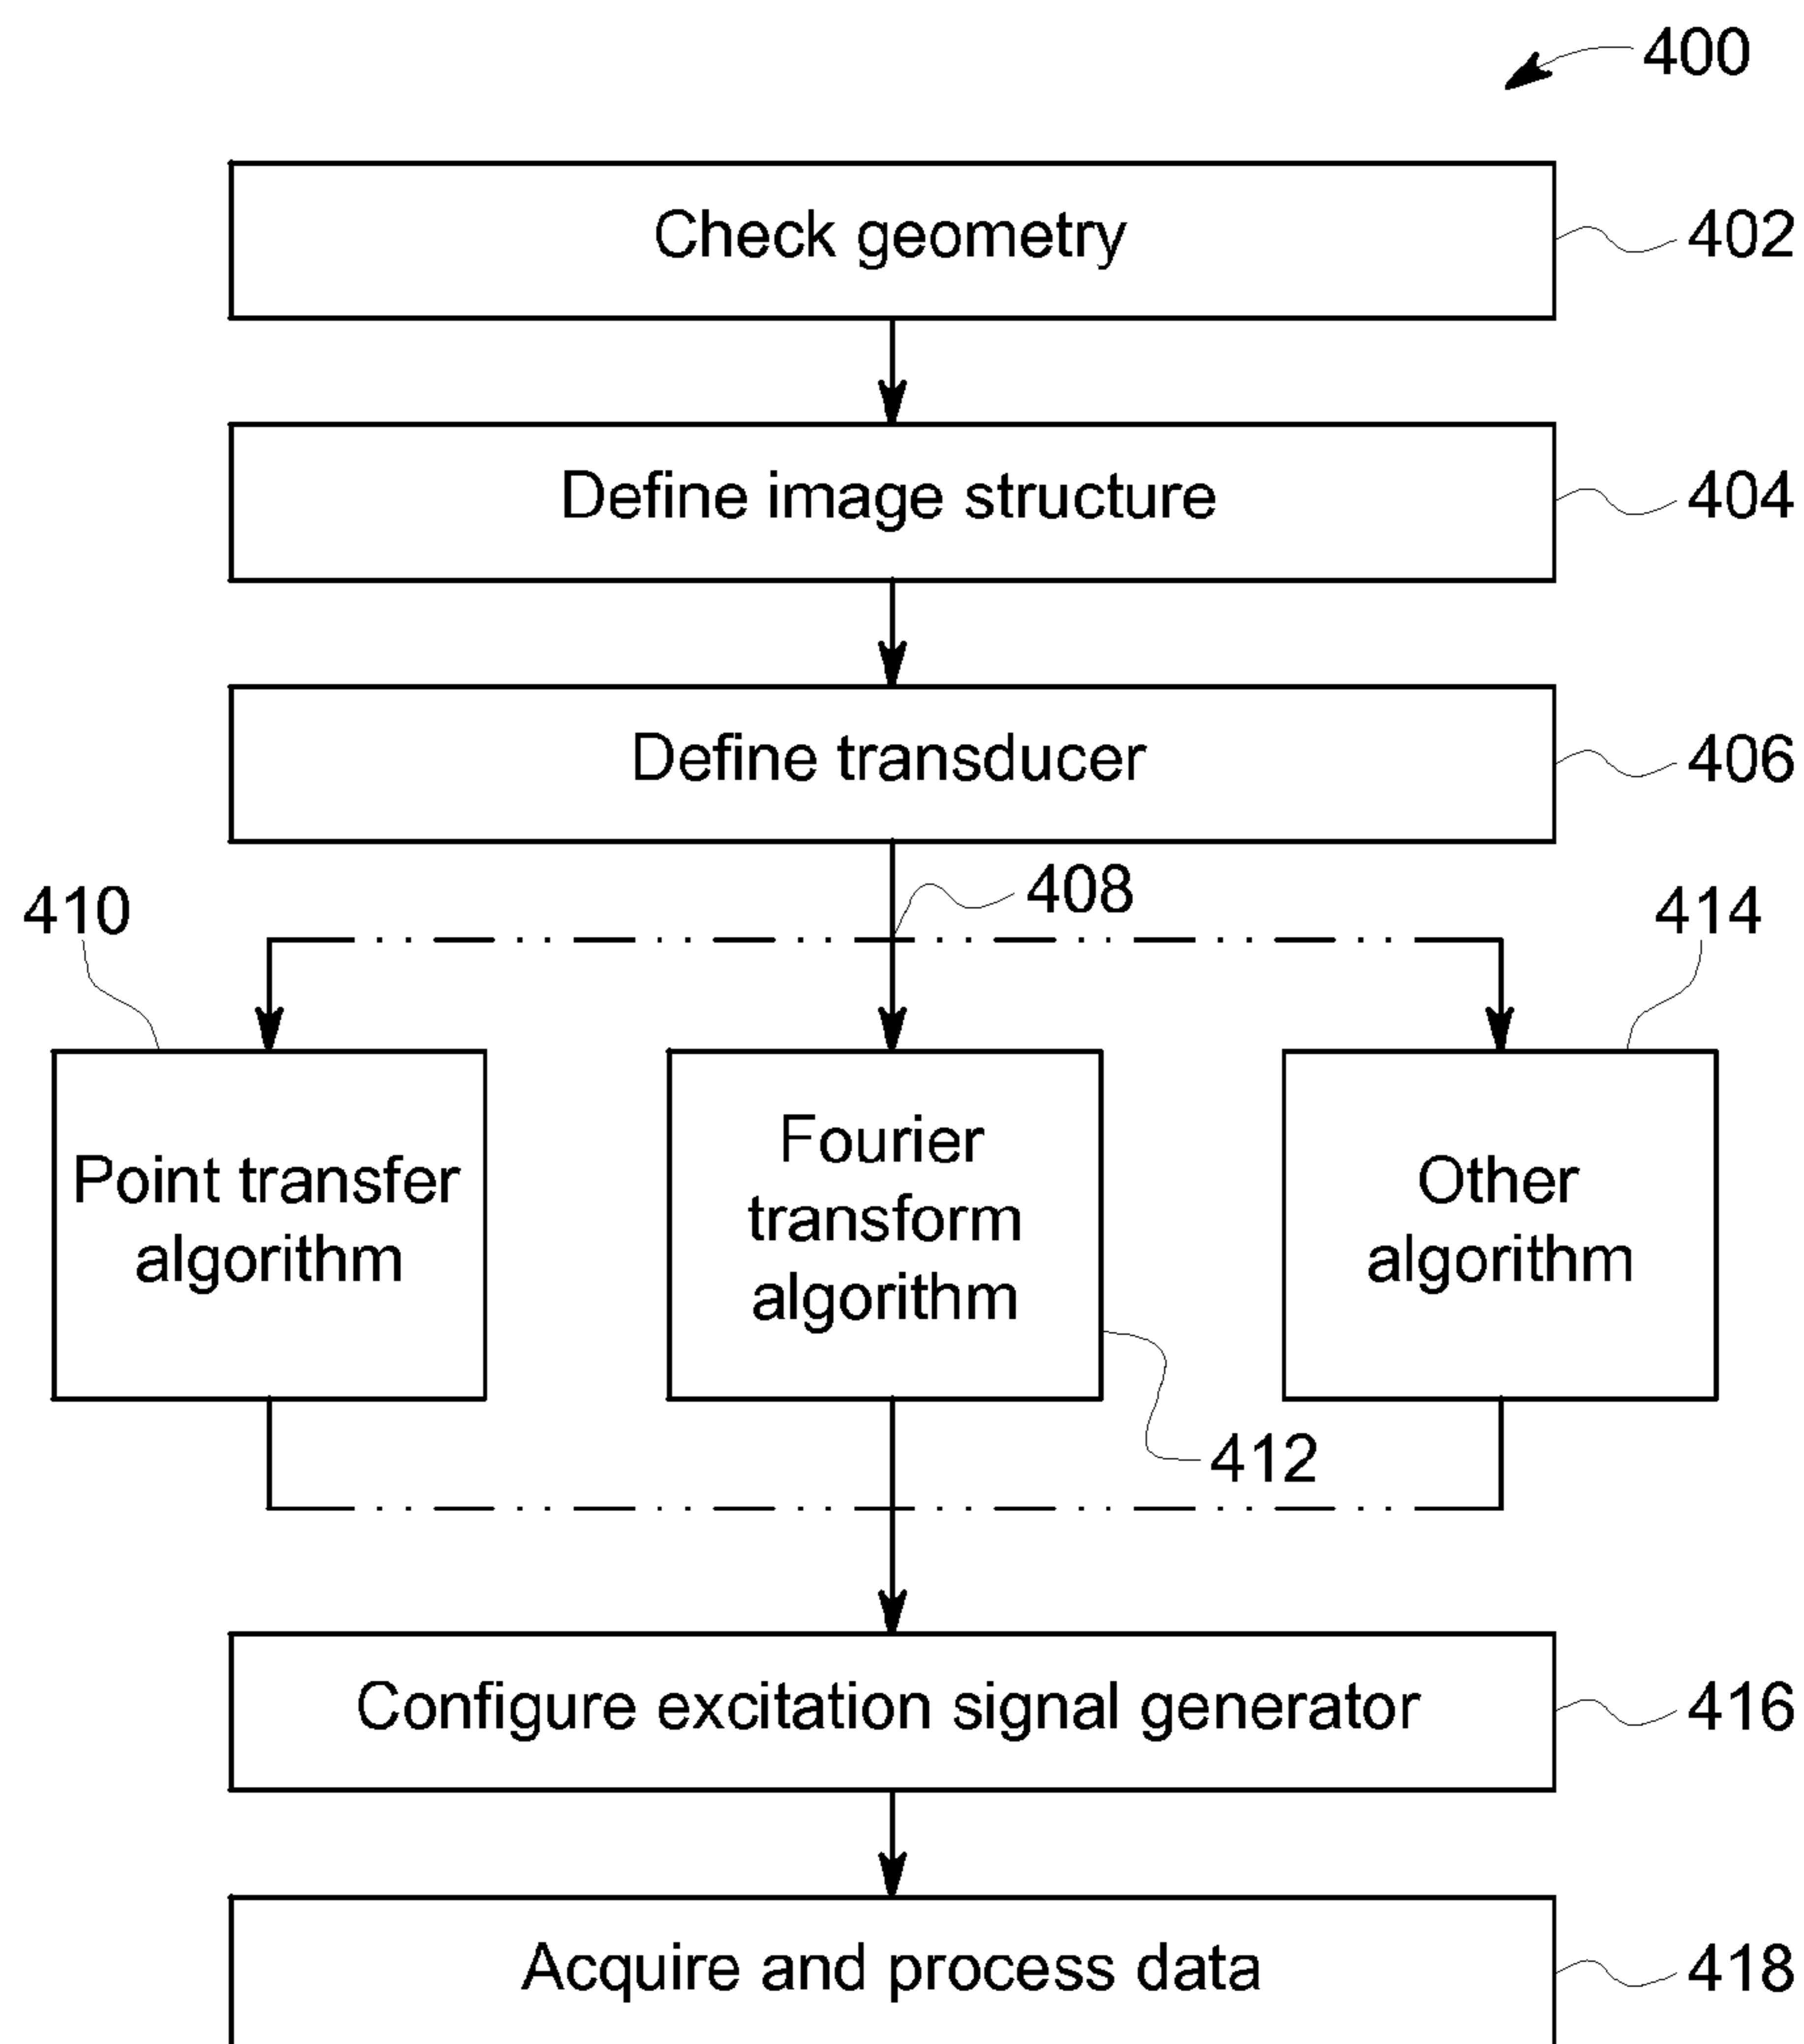 400
Check geometry
402
Define image structure
404
Define transducer
406
408
410
414
Point transfer
algorithm
Fourier
transform
algorithm
Other
algorithm
412
Configure excitation signal generator
416
Acquire and process data
418